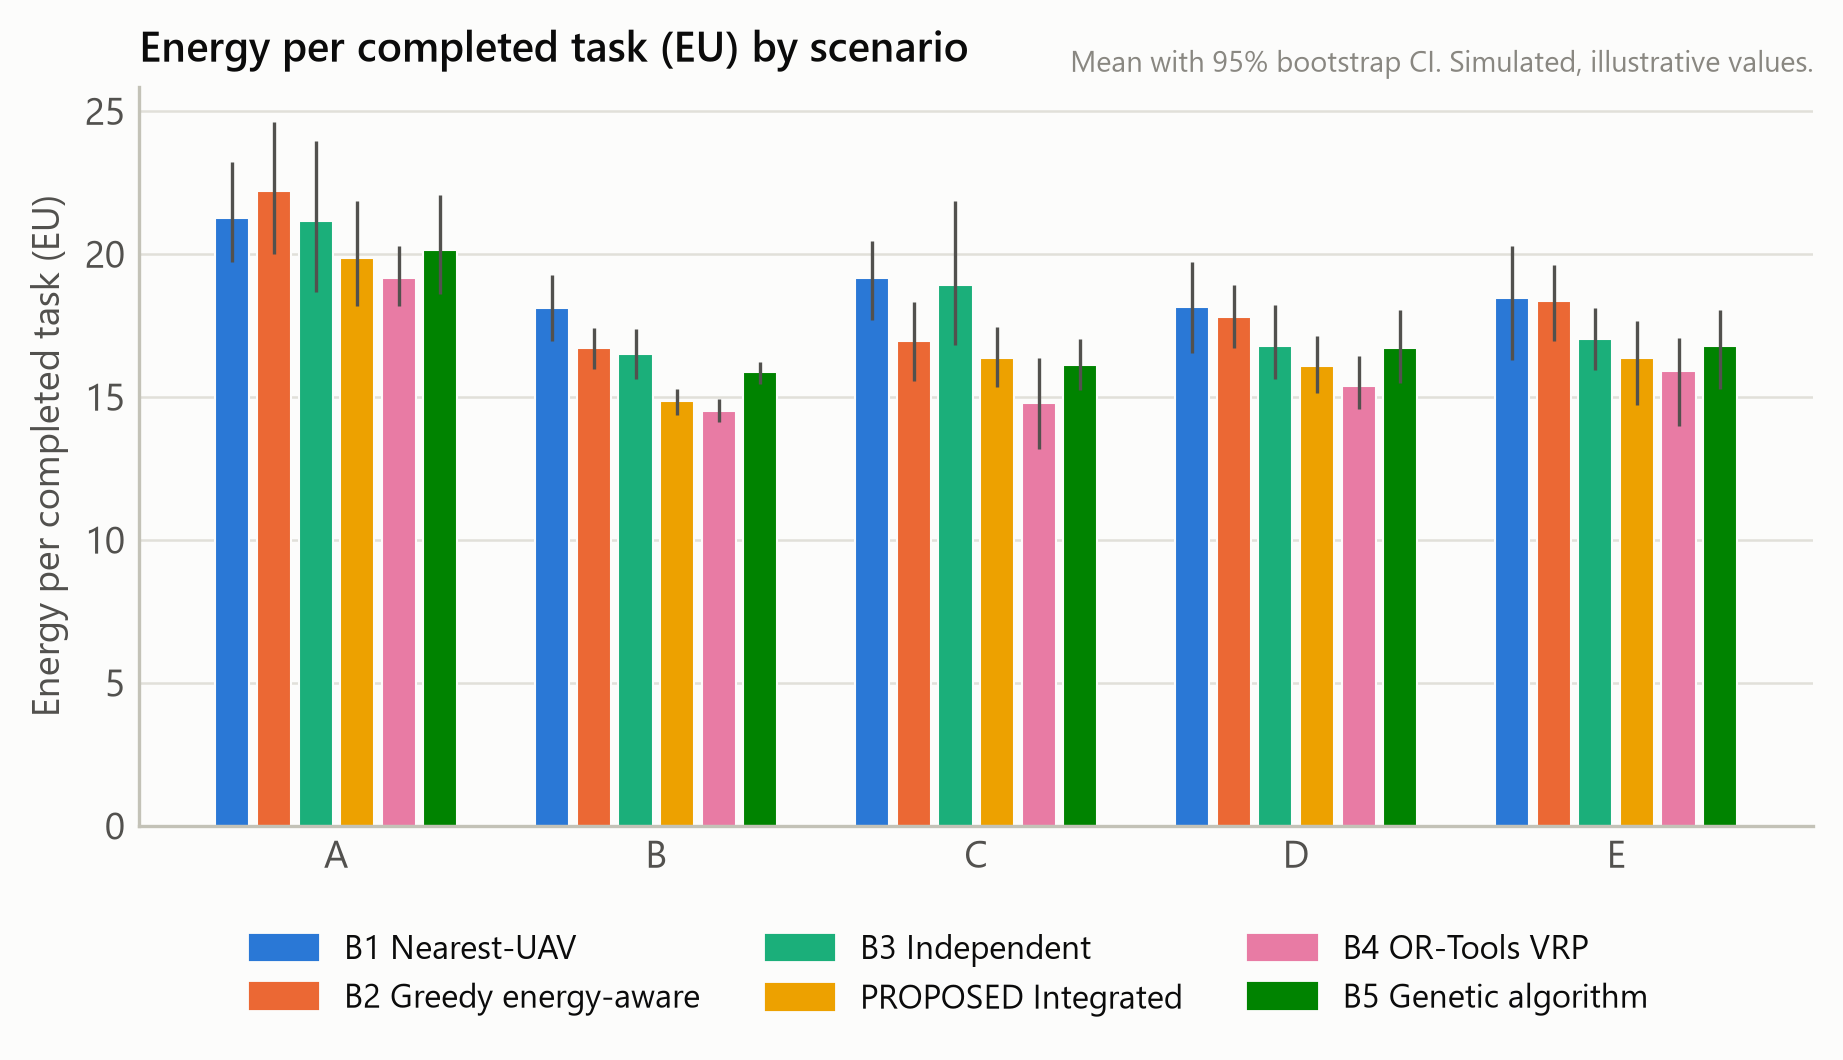 Energy per completed task (EU) by scenario
Mean with 95% bootstrap CI. Simulated, illustrative values.
Energy per completed task (EU)
25
20
15
10
5
0
A B C D E
B1 Nearest-UAV
B2 Greedy energy-aware
B3 Independent
PROPOSED Integrated
B4 OR-Tools VRP
B5 Genetic algorithm